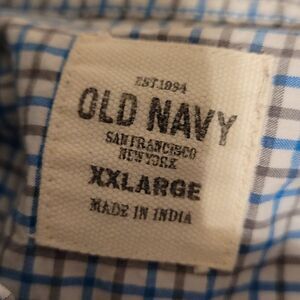 EST 1994
OLD NAVY
SAN FRANCISCO
NEW YORK
XXLARGE
MADE IN INDIA